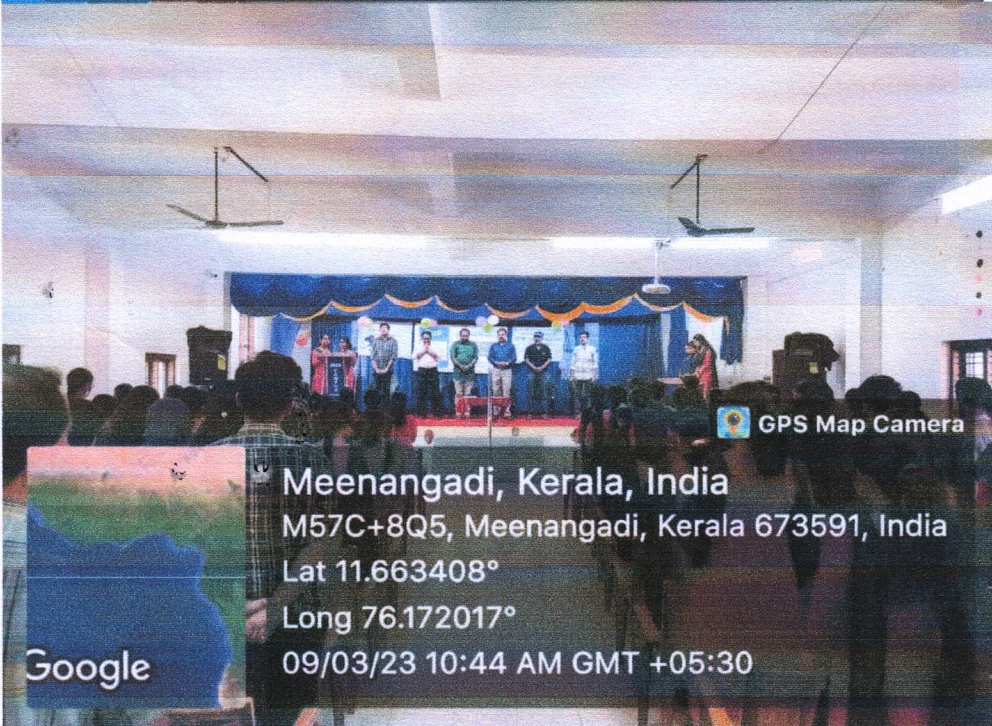 GPS Map Camera
Meenangadi, Kerala, India
M57C+8Q5, Meenangadi, Kerala 673591, India
Lat 11.663408°
Long 76.172017°
09/03/23 10:44 AM GMT +05:30
Google